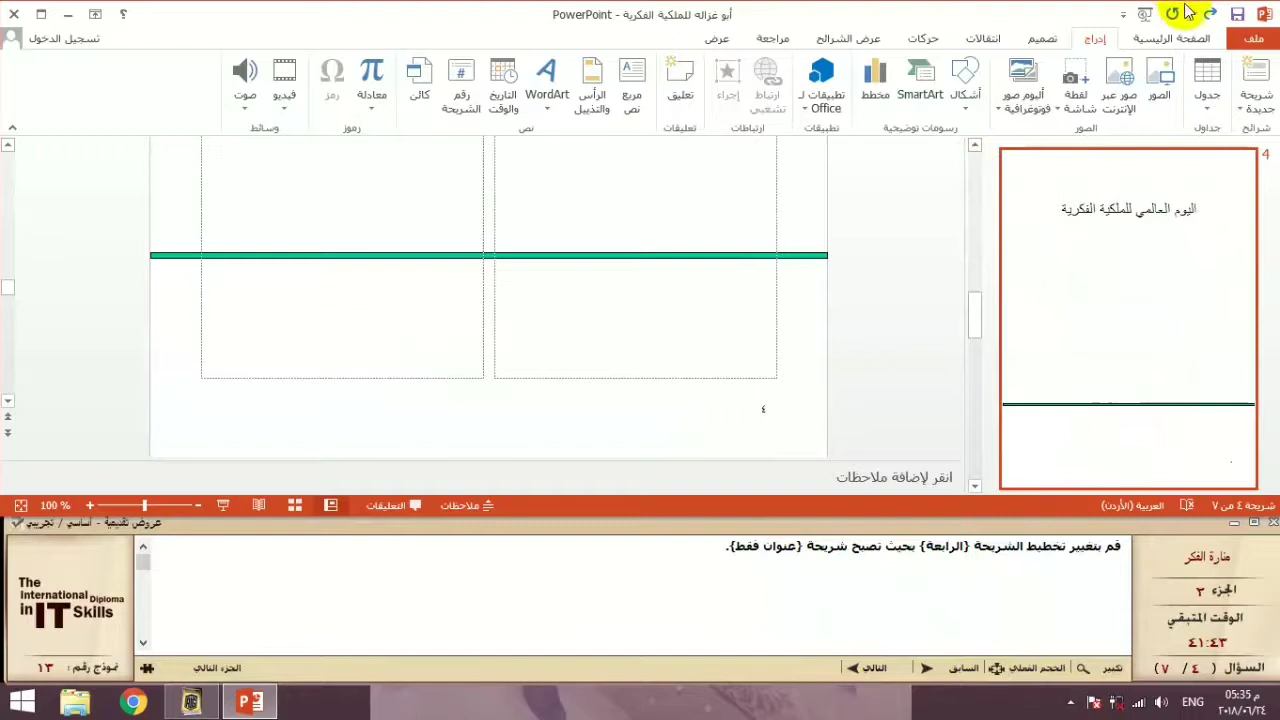 أبو غزاله للملكية الفكرية - PowerPoint
ملف
الصفحة الرئيسية
إدراج
تصميم
انتقالات
حركات
عرض الشرائح
مراجعة
عرض
تسجيل الدخول
شريحة جديدة
جدول
الصور
صور عبر الإنترنت
لقطة شاشة
ألبوم صور فوتوغرافية
أشكال
SmartArt
مخطط
تطبيقات لـ Office
ارتباط تشعبي
إجراء
تعليق
مربع نص
الرأس والتذييل
WordArt
التاريخ والوقت
رقم الشريحة
كائن
معادلة
رمز
فيديو
صوت
شرائح
جداول
الصور
رسومات توضيحية
تطبيقات
ارتباطات
تعليقات
نص
رموز
وسائط
4
اليوم العالمي للملكية الفكرية
٤
انقر لإضافة ملاحظات
شريحة ٤ من ٧
العربية (الأردن)
ملاحظات
التعليقات
100 %
عروض تقديمية - أساسي / تجريبي
قم بتغيير تخطيط الشريحة {الرابعة} بحيث تصبح شريحة {عنوان فقط}.
منارة الفكر
الجزء ٢
الوقت المتبقي
٤١:٤٣
السؤال ( ٤ / ٧ )
The International Diploma in IT Skills
نموذج رقم: ١٣
تكبير
الحجم الفعلي
السابق
التالي
الجزء التالي
ENG
05:35 م
٢٠١٨/٠٦/٢٤